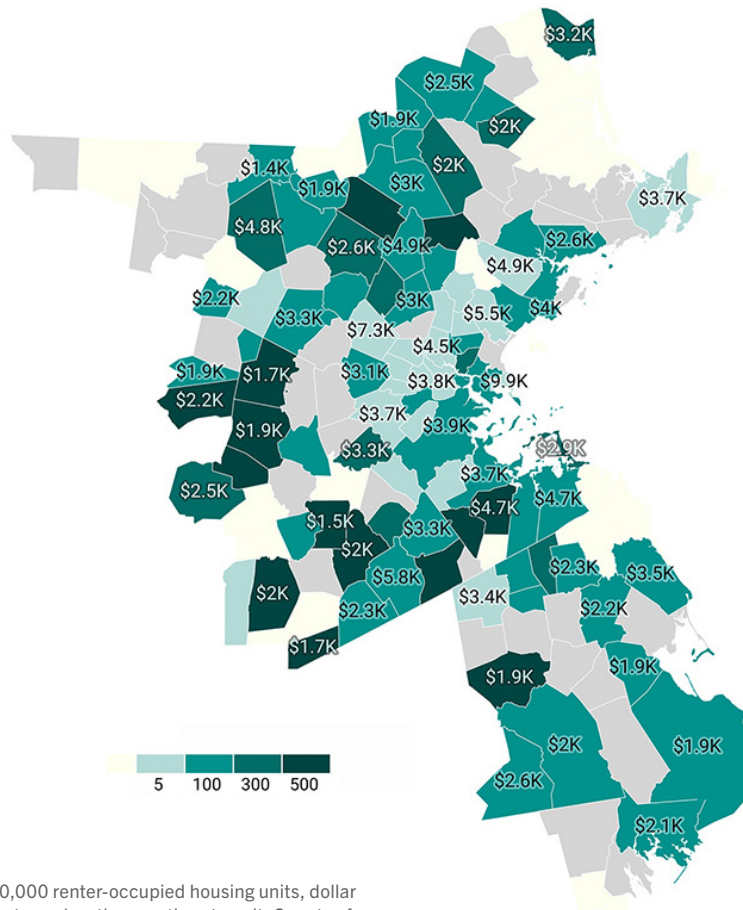 $3.2K
$2.5K
$1.9K
$2K
$2K
$1.4K
$1.9K
$3K
$3.7K
$4.8K
$2.6K
$4.9K
$2.6K
$4.9K
$2.2K
$3K
$4K
$3.3K
$7.3K
$5.5K
$4.5K
$1.9K
$1.7K
$3.1K
$3.8K
$9.9K
$2.2K
$3.7K
$1.9K
$3.9K
$3.3K
$2.9K
$2.5K
$3.7K
$4.7K
$4.7K
$1.5K
$3.3K
$2K
$2.3K
$5.8K
$3.5K
$2K
$3.4K
$2.3K
$2.2K
$1.7K
$1.9K
$1.9K
$2K
$1.9K
$2.6K
5 100 300 500
$2.1K
0,000 renter-occupied housing units, dollar